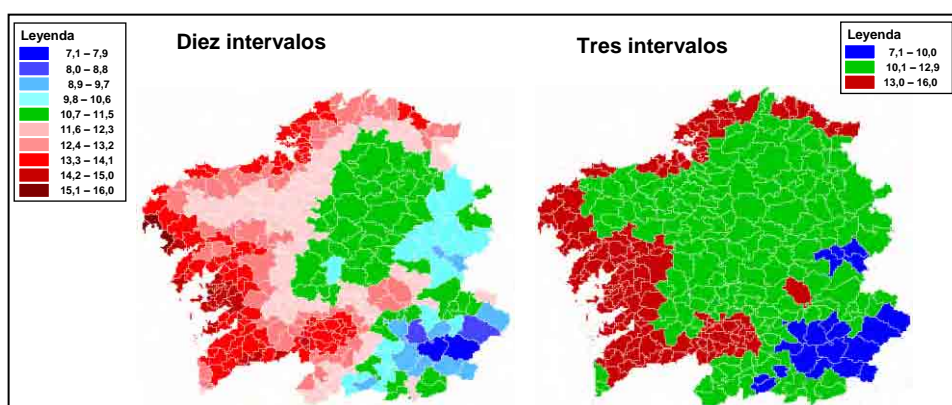 Leyenda
7,1 – 7,9
8,0 – 8,8
8,9 – 9,7
9,8 – 10,6
10,7 – 11,5
11,6 – 12,3
12,4 – 13,2
13,3 – 14,1
14,2 – 15,0
15,1 – 16,0
Diez intervalos
Tres intervalos
Leyenda
7,1 – 10,0
10,1 – 12,9
13,0 – 16,0